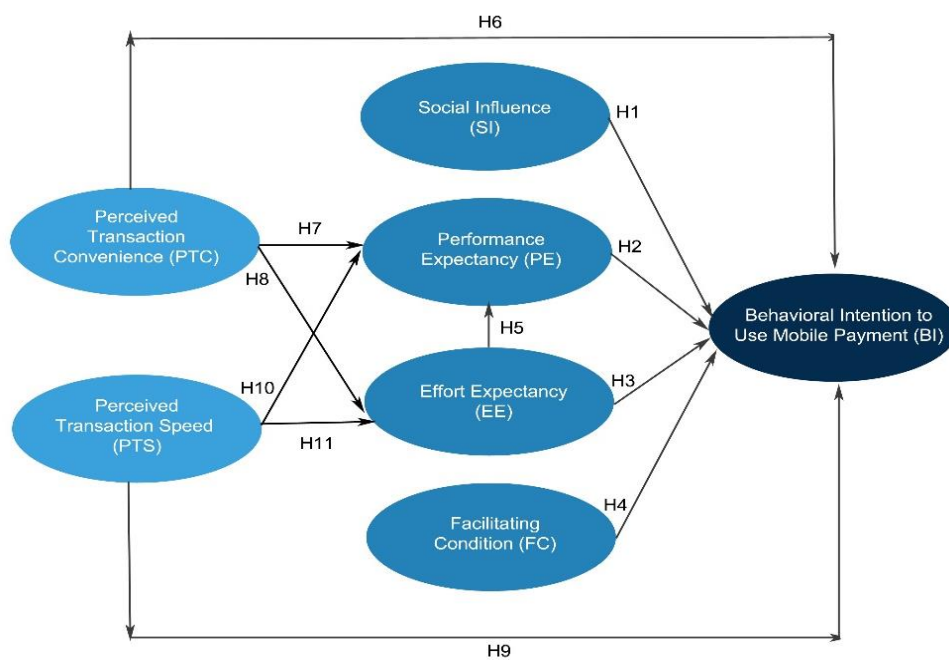 H6
Social Influence
(SI)
H1
Perceived
Transaction
Convenience (PTC)
H7
H8
Performance
Expectancy (PE)
H2
Behavioral Intention to
Use Mobile Payment (BI)
H5
H10
Perceived
Transaction Speed
(PTS)
H11
Effort Expectancy
(EE)
H3
Facilitating
Condition (FC)
H4
H9